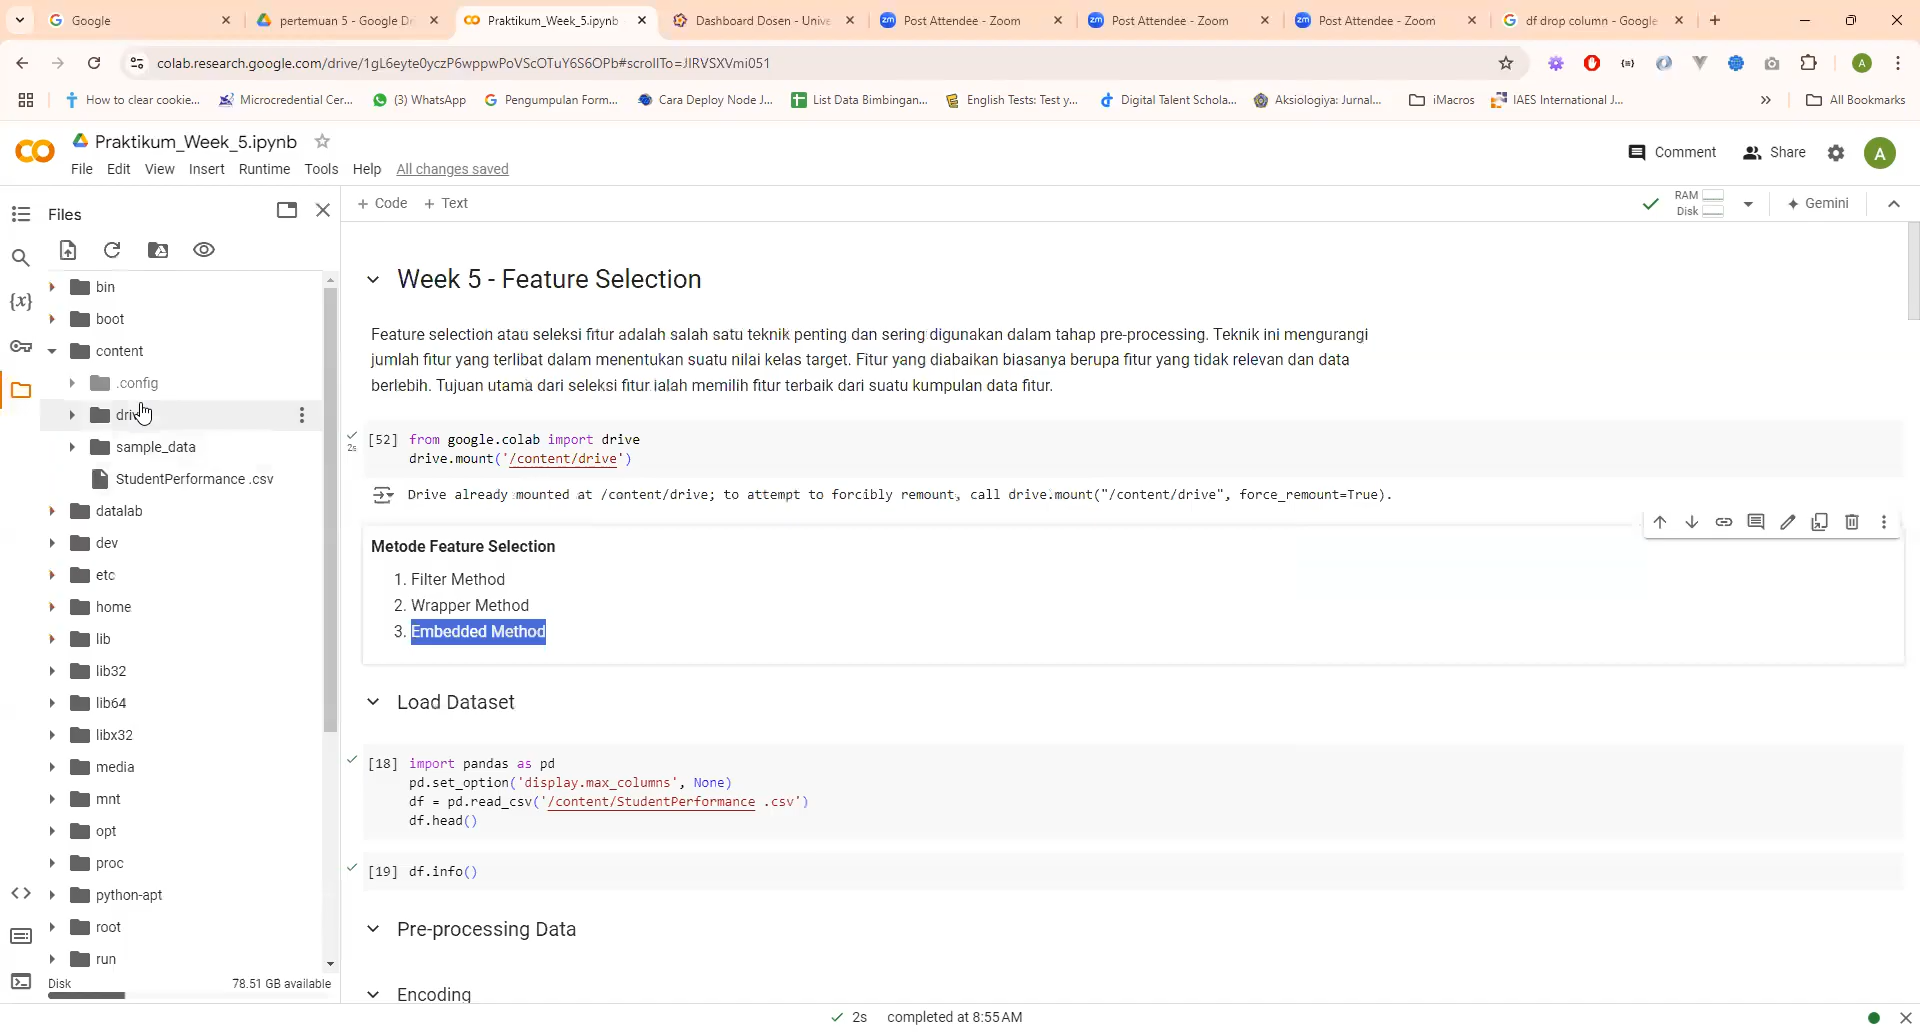 Google
pertemuan 5 - Google Dr
Praktikum_Week_5.ipynb
Dashboard Dosen - Unive
Post Attendee - Zoom
Post Attendee - Zoom
Post Attendee - Zoom
df drop column - Google
colab.research.google.com/drive/1gL6eyte0yczP6wppwPoVScOTuY6S6OPb#scrollTo=JIRVSXVmi051
How to clear cookie...
Microcredential Cer...
(3) WhatsApp
Pengumpulan Form...
Cara Deploy Node J...
List Data Bimbingan...
English Tests: Test y...
Digital Talent Schola...
Aksiologiya: Jurnal...
iMacros
IAES International J...
All Bookmarks
Praktikum_Week_5.ipynb
Comment
Share
A
File Edit View Insert Runtime Tools Help All changes saved
Files
+ Code + Text
RAM
Disk
Gemini
bin
boot
content
.config
driv
sample_data
StudentPerformance .csv
datalab
dev
etc
home
lib
lib32
lib64
libx32
media
mnt
opt
proc
python-apt
root
run
Disk 78.51 GB available
Week 5 - Feature Selection
Feature selection atau seleksi fitur adalah salah satu teknik penting dan sering digunakan dalam tahap pre-processing. Teknik ini mengurangi
jumlah fitur yang terlibat dalam menentukan suatu nilai kelas target. Fitur yang diabaikan biasanya berupa fitur yang tidak relevan dan data
berlebih. Tujuan utama dari seleksi fitur ialah memilih fitur terbaik dari suatu kumpulan data fitur.
2s
[52] from google.colab import drive
drive.mount('/content/drive')
Drive already mounted at /content/drive; to attempt to forcibly remount, call drive.mount("/content/drive", force_remount=True).
Metode Feature Selection
1. Filter Method
2. Wrapper Method
3. Embedded Method
Load Dataset
[18] import pandas as pd
pd.set_option('display.max_columns', None)
df = pd.read_csv('/content/StudentPerformance .csv')
df.head()
[19] df.info()
Pre-processing Data
Encoding
2s completed at 8:55 AM